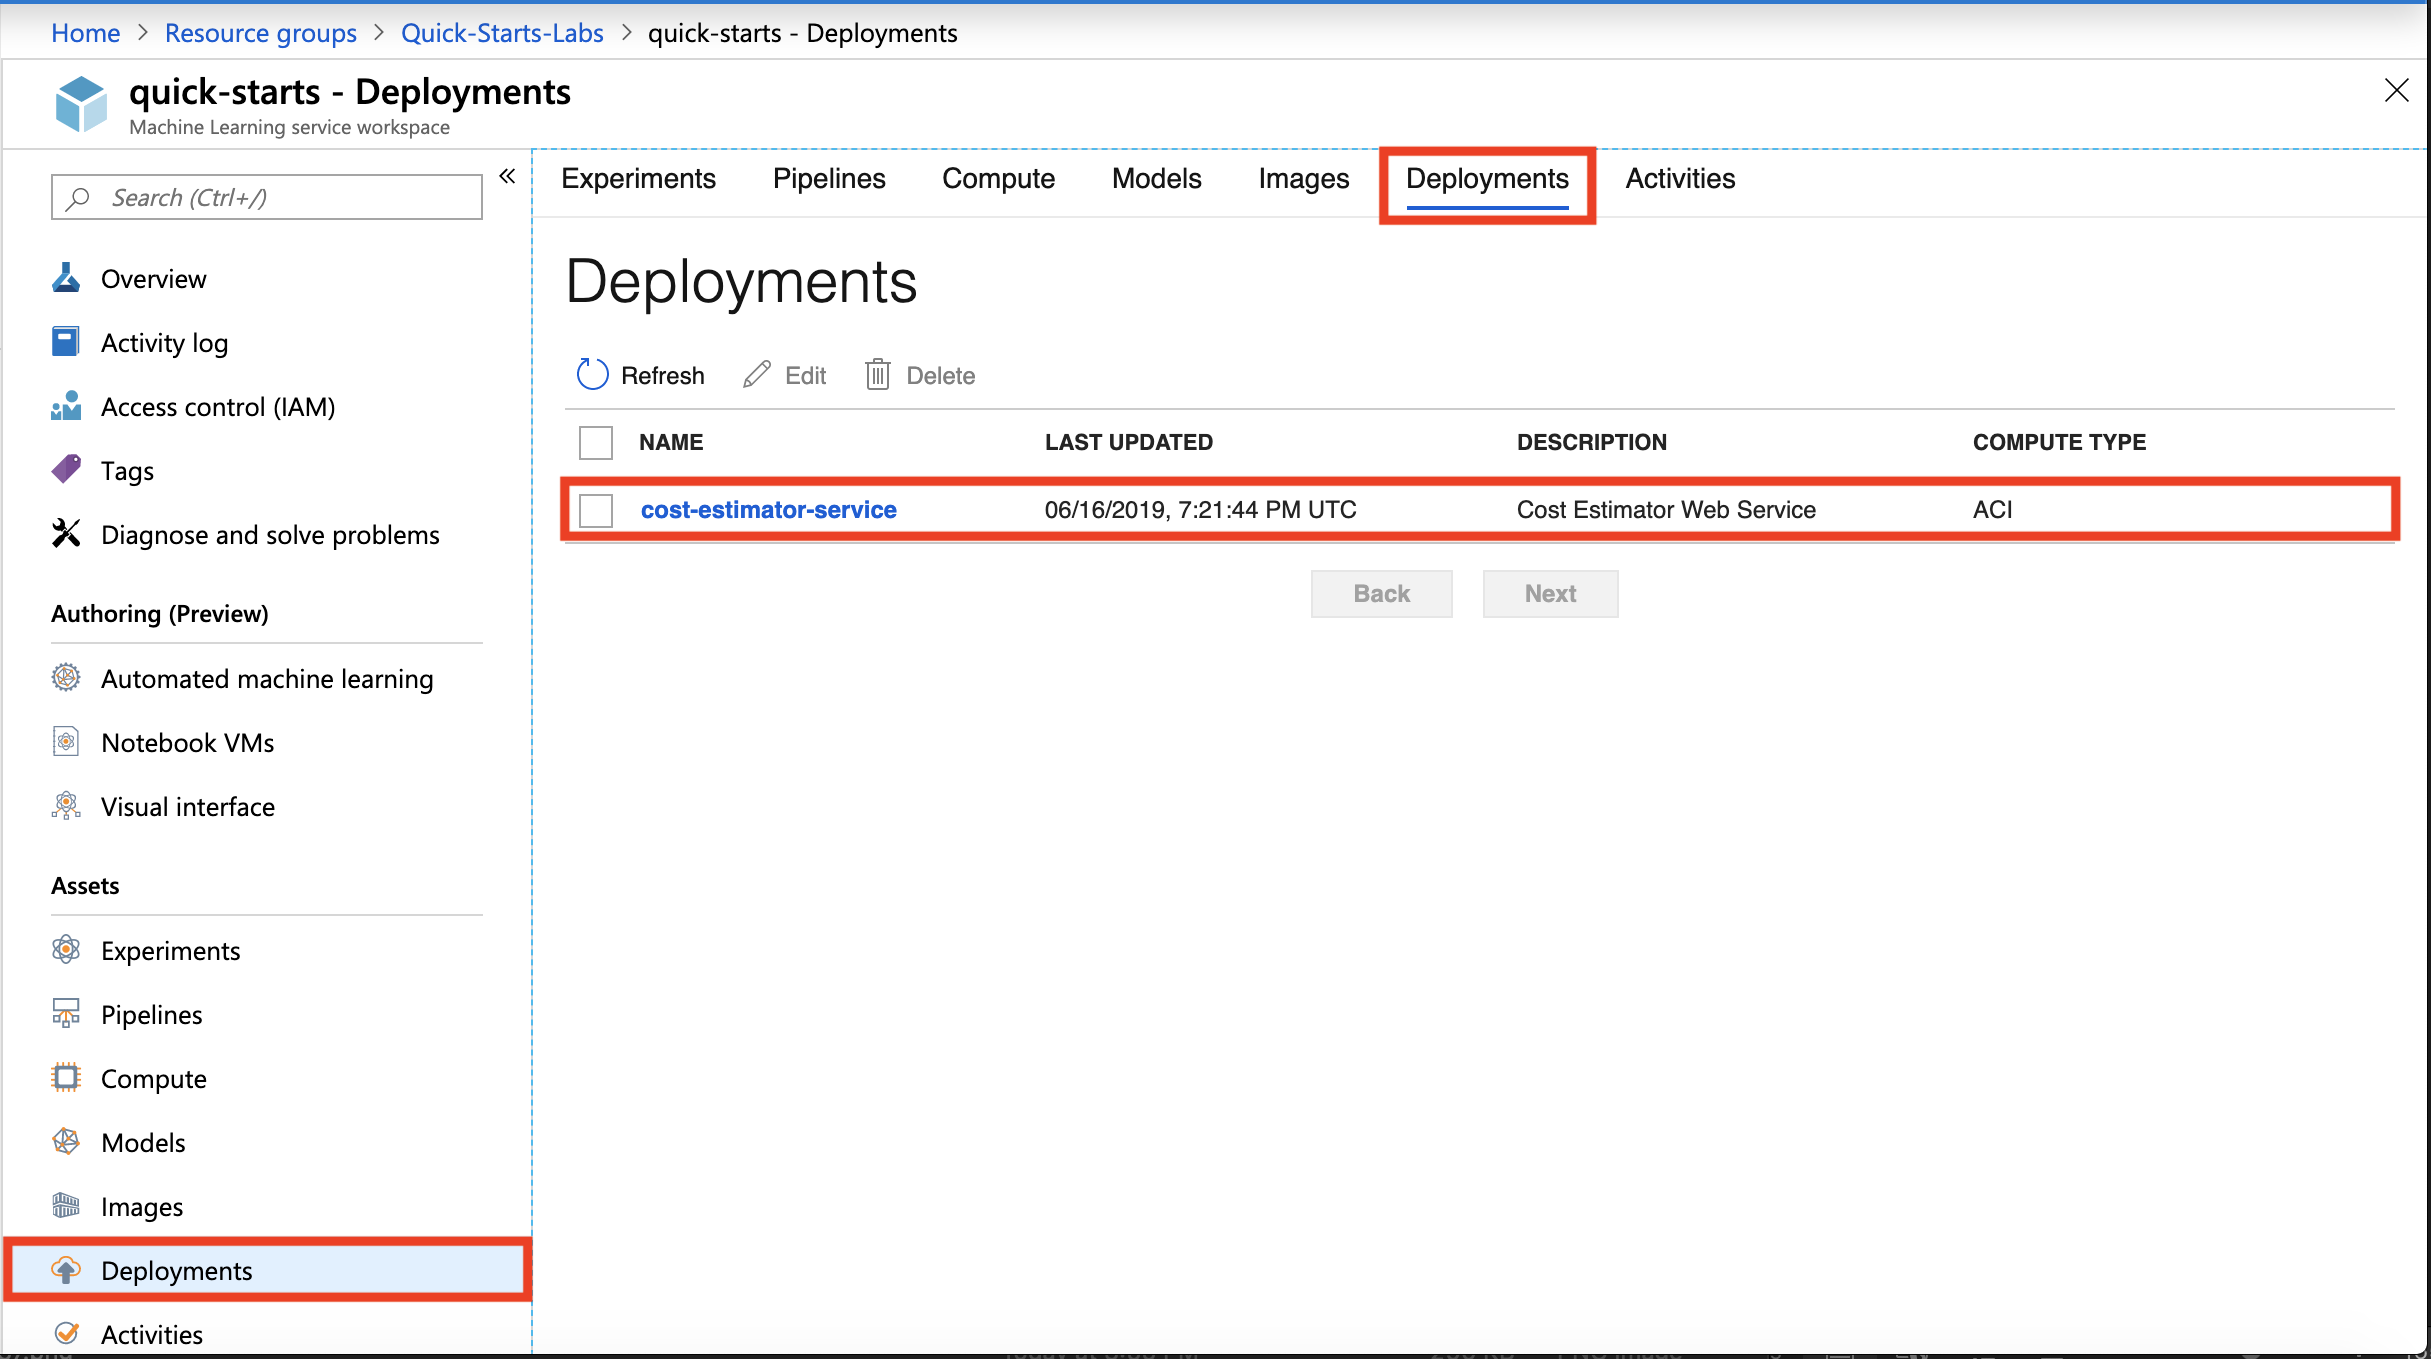 Home > Resource groups > Quick-Starts-Labs > quick-starts - Deployments
quick-starts - Deployments
Machine Learning service workspace
Search (Ctrl+/)
«
Overview
Activity log
Access control (IAM)
Tags
Diagnose and solve problems
Authoring (Preview)
Automated machine learning
Notebook VMs
Visual interface
Assets
Experiments
Pipelines
Compute
Models
Images
Deployments
Activities
Experiments Pipelines Compute Models Images Deployments Activities
Deployments
Refresh Edit Delete
NAME LAST UPDATED DESCRIPTION COMPUTE TYPE
cost-estimator-service 06/16/2019, 7:21:44 PM UTC Cost Estimator Web Service ACI
Back Next